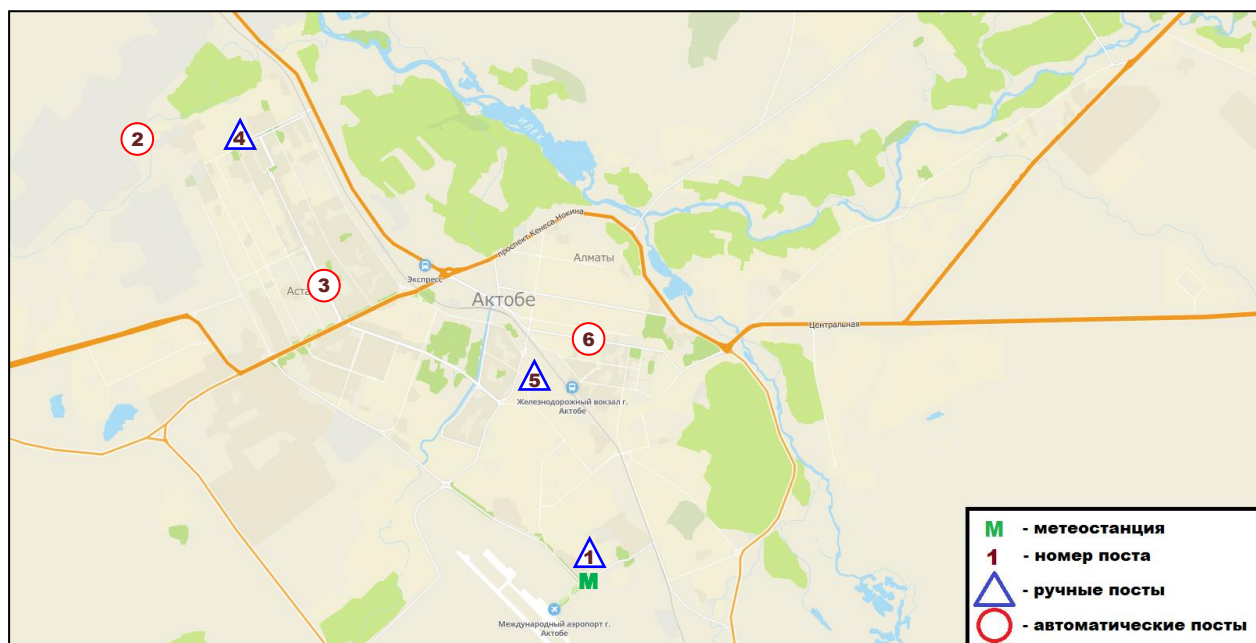 ИЛЕК
2
4
проспект Кенеса Нокина
Алматы
Экспресс
3
Аста
Актобе
6
Центральная
5
Железнодорожный вокзал г.
Актобе
1
М
Международный аэропорт г.
Актобе
М - метеостанция
1 - номер поста
- ручные посты
- автоматические посты